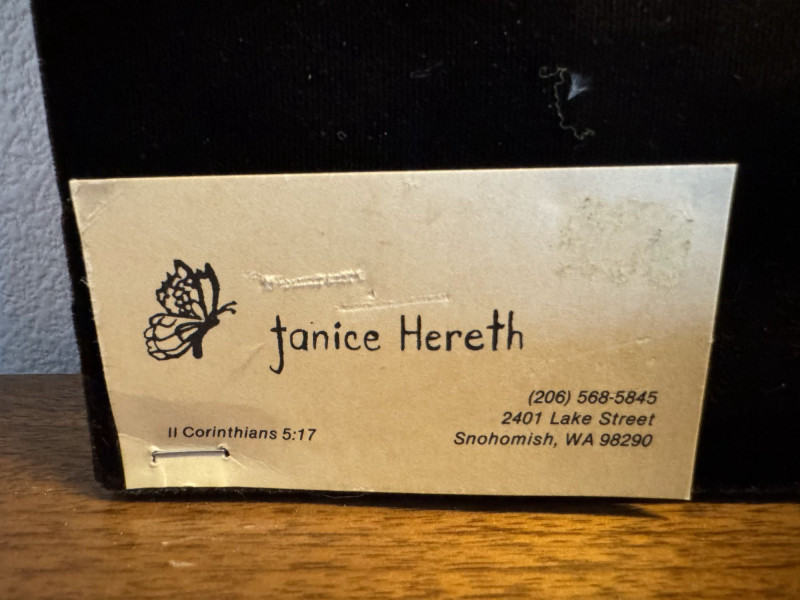 Janice Hereth
(206) 568-5845
2401 Lake Street
Snohomish, WA 98290
II Corinthians 5:17